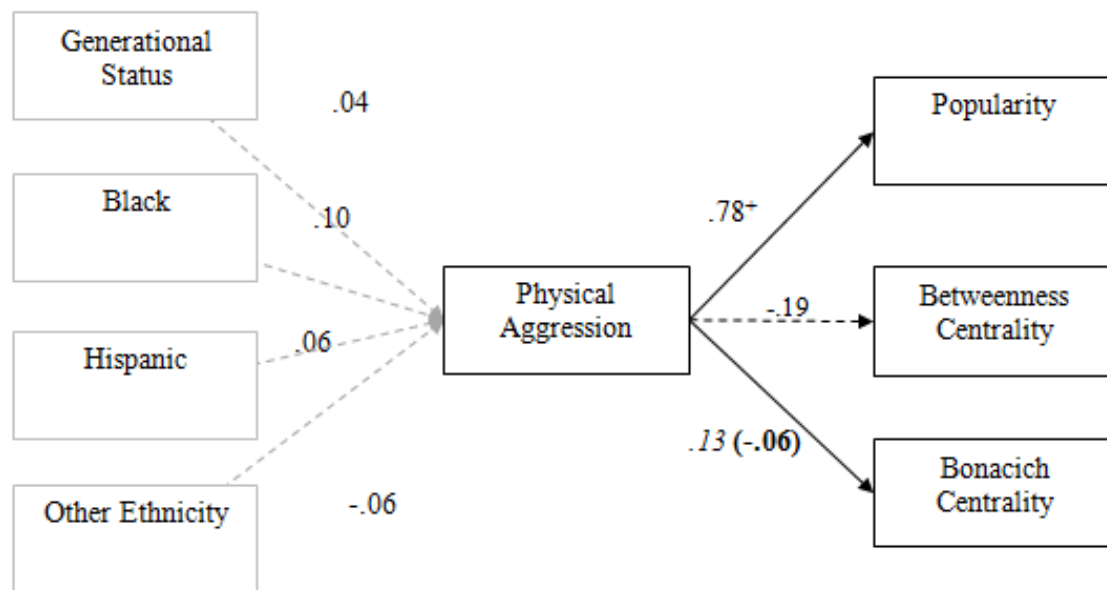 Generational
Status
.04
Black
.10
Hispanic
.06
Other Ethnicity
-.06
Physical
Aggression
Popularity
.78+
Betweenness
Centrality
-.19
Bonacich
Centrality
.13 (-.06)